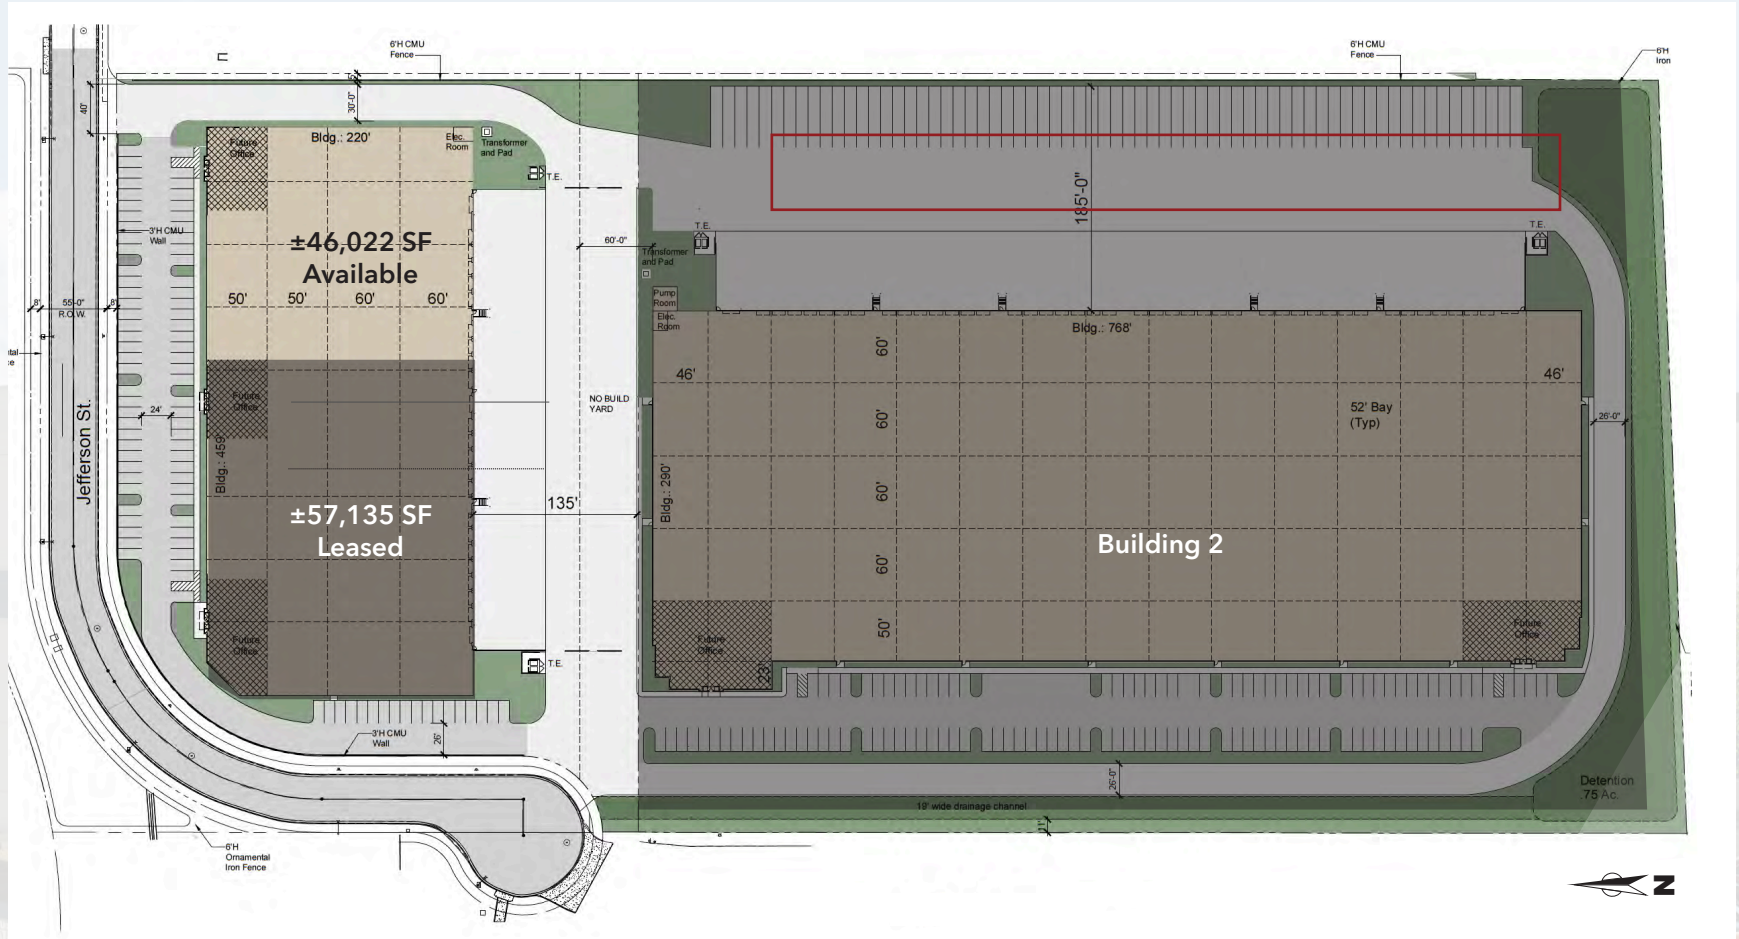 6'H CMU
Fence
6'H CMU
Fence
6'H
Iron
40'
5'
30'-0"
Bldg.: 220'
Future
Office
Elec.
Room
Transformer
and Pad
T.E.
185'-0"
3'H CMU
Wall
±46,022 SF
Available
60'-0"
T.E.
T.E.
Transformer
and Pad
50'
50'
60'
60'
8'
55'-0"
8'
R.O.W.
Pump
Room
Elec.
Room
Bldg.: 768'
60'
46'
46'
NO BUILD
YARD
Future
Office
24'
60'
52' Bay
(Typ)
26'-0"
Jefferson St.
Bldg.: 459'
Bldg.: 290'
60'
135'
±57,135 SF
Leased
Building 2
60'
Future
Office
50'
Future
Office
Future
Office
T.E.
23'
3'H CMU
Wall
26'
26'-0"
Detention
.75 Ac.
19' wide drainage channel
11'
6'H
Ornamental
Iron Fence
N